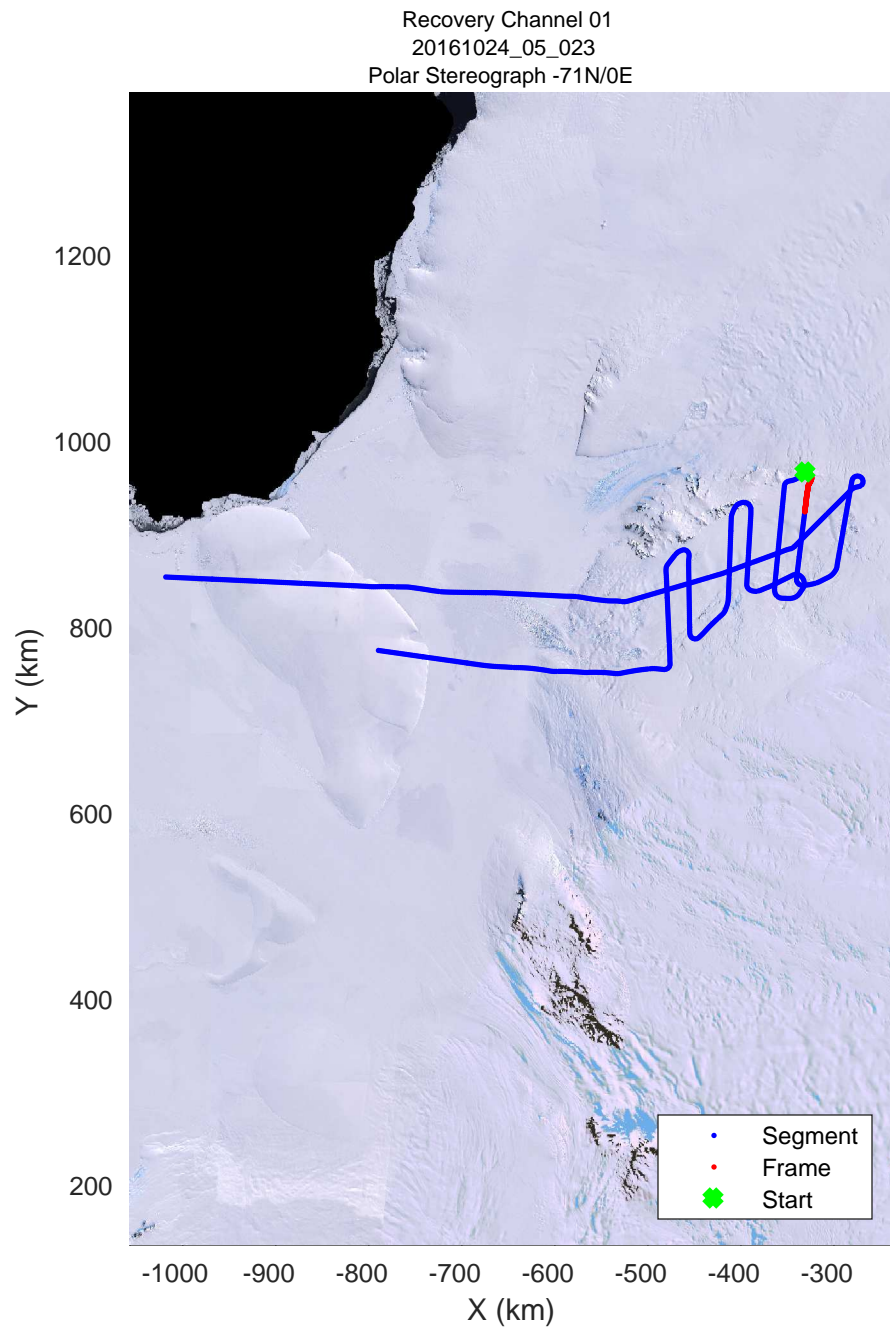 Recovery Channel 01
20161024_05_023
Polar Stereograph -71N/0E
1200
1000
800
600
400
200
Y (km)
Segment
Frame
Start
-1000 -900 -800 -700 -600 -500 -400 -300
X (km)